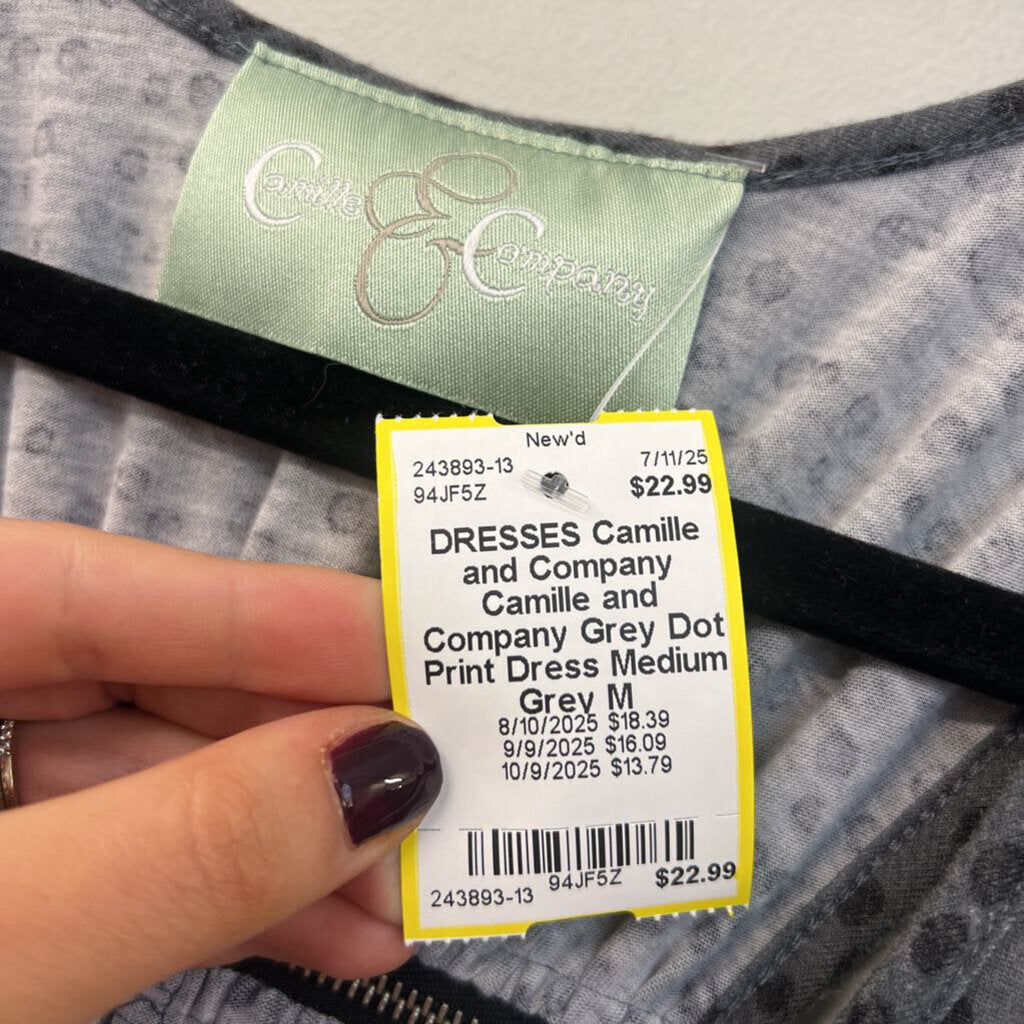 Camille & Company
New'd
243893-13 7/11/25
94JF5Z $22.99
DRESSES Camille
and Company
Camille and
Company Grey Dot
Print Dress Medium
Grey M
8/10/2025 $18.39
9/9/2025 $16.09
10/9/2025 $13.79
243893-13 94JF5Z $22.99